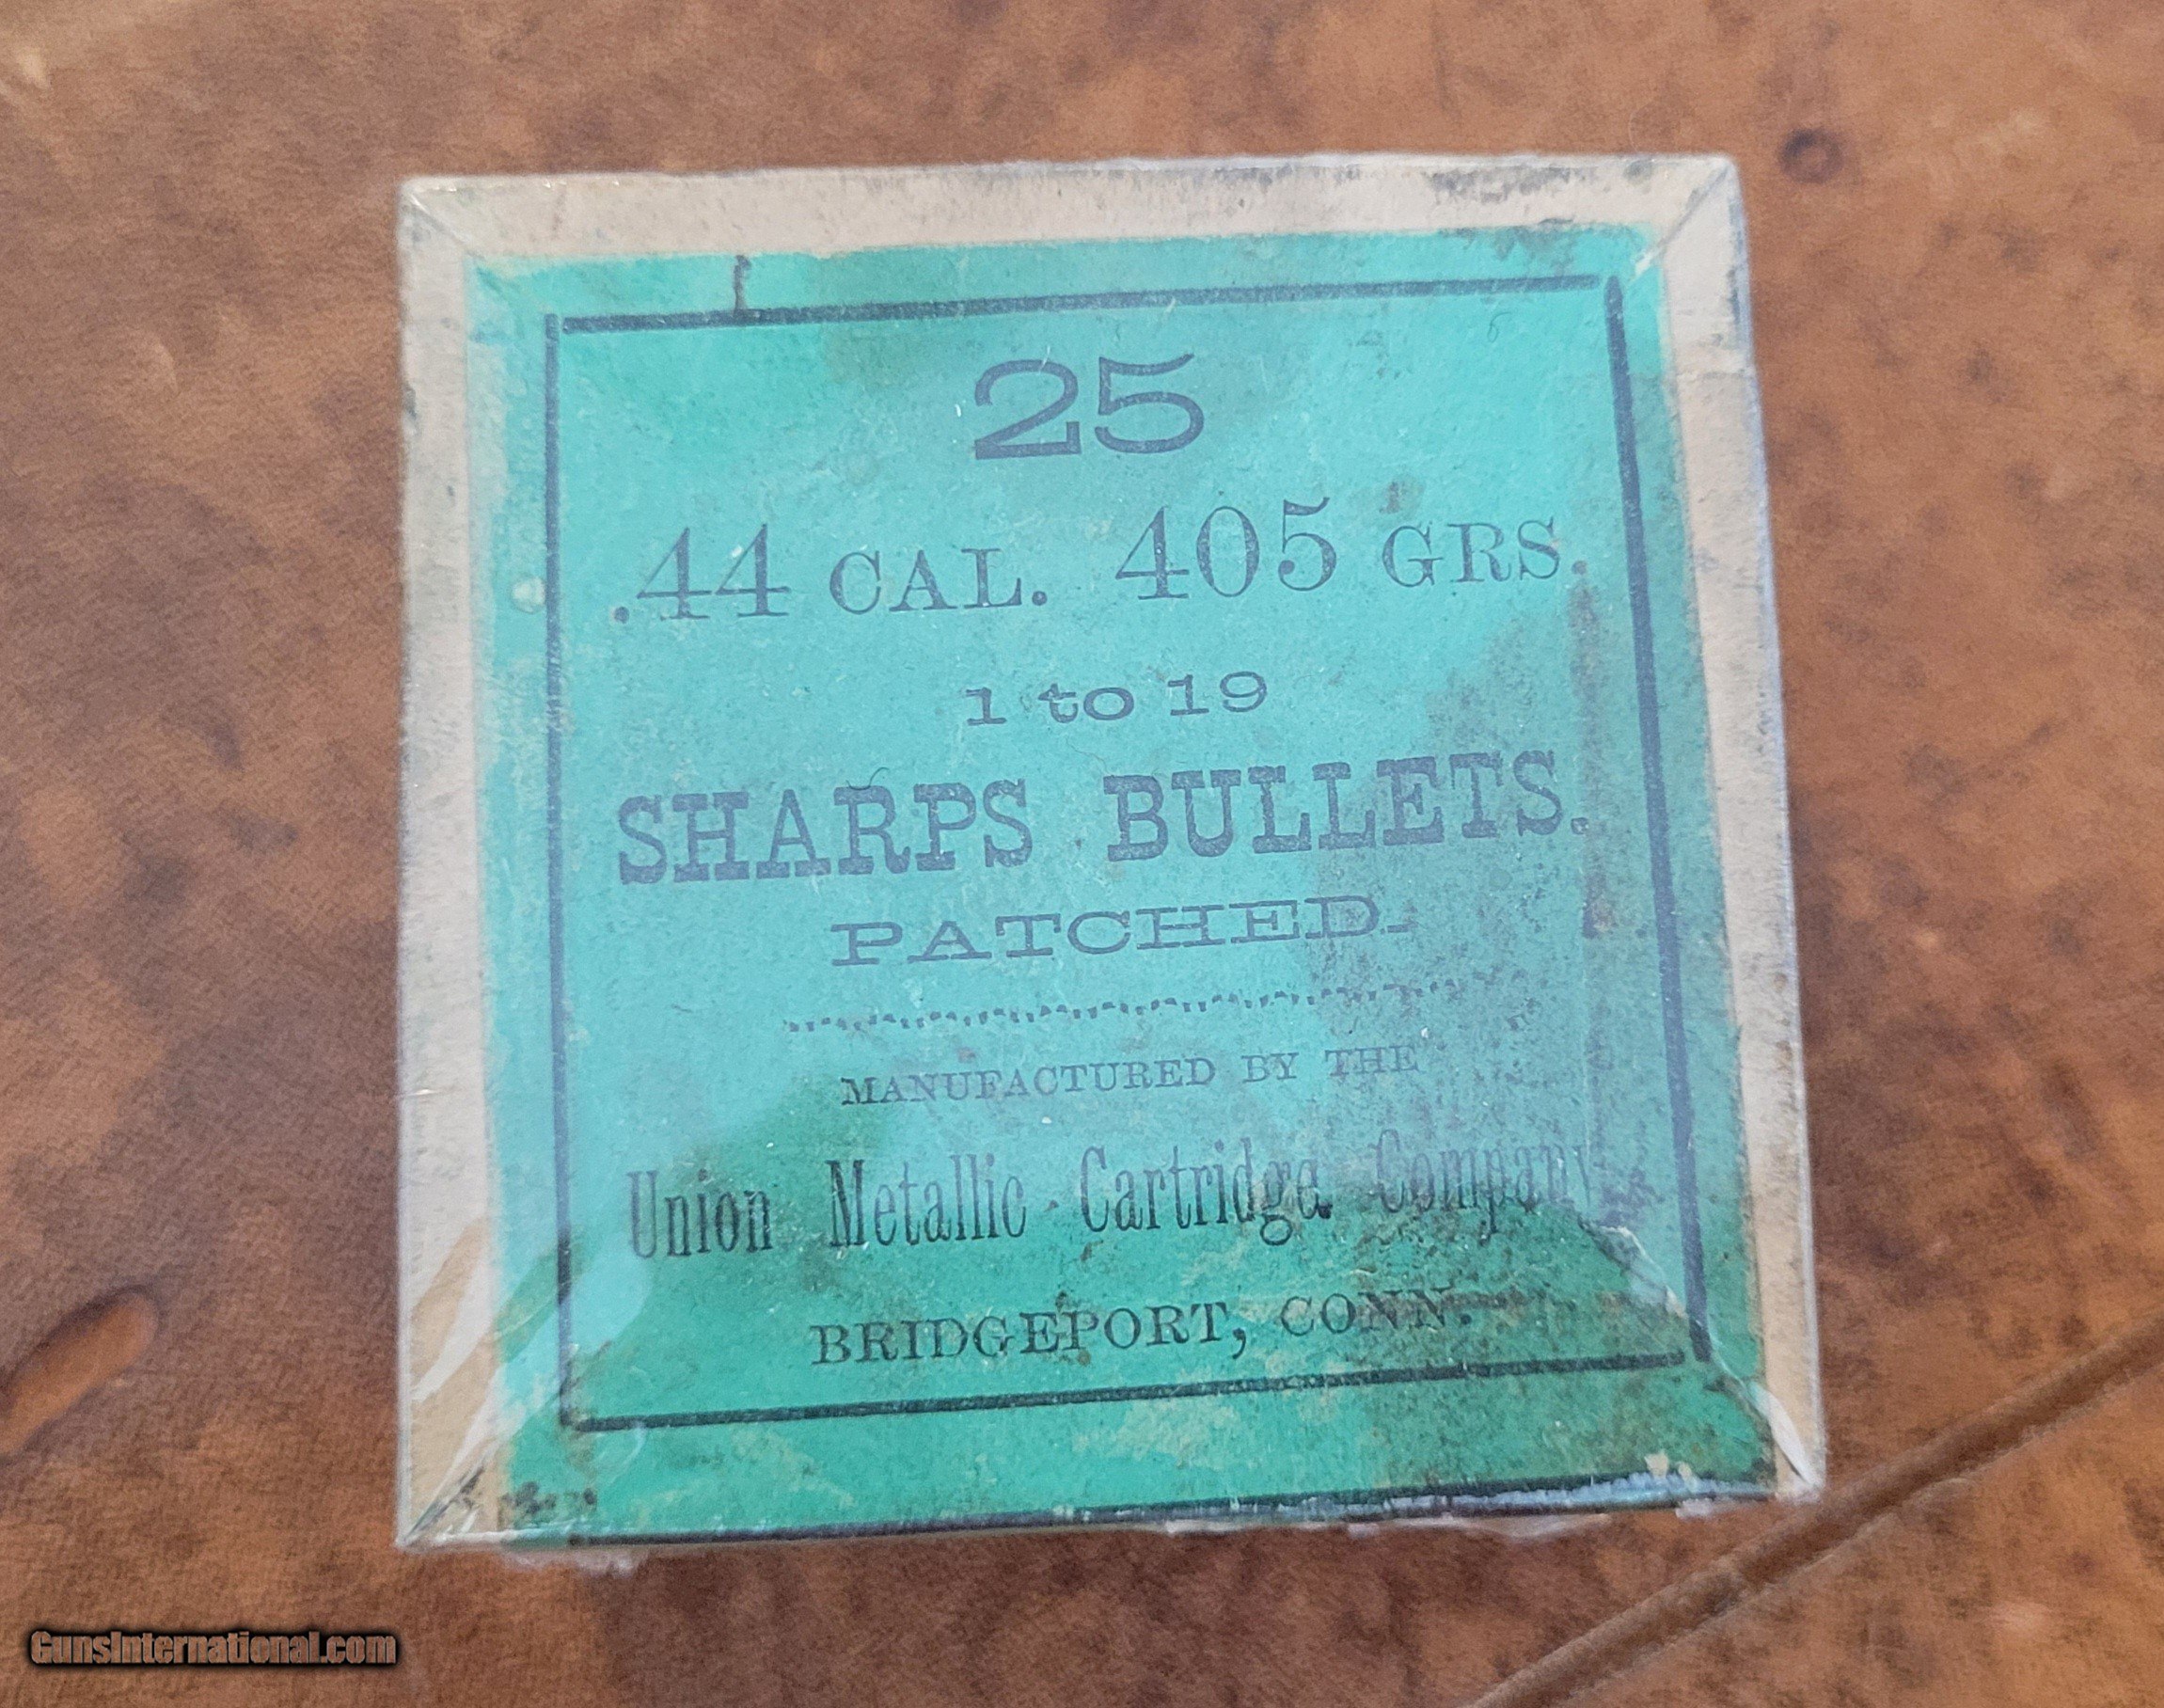 25
.44 CAL. 405 GRS.
1 to 19
SHARPS BULLETS.
PATCHED.
MANUFACTURED BY THE
Union Metallic Cartridge Company
BRIDGEPORT, CONN.
GunsInternational.com